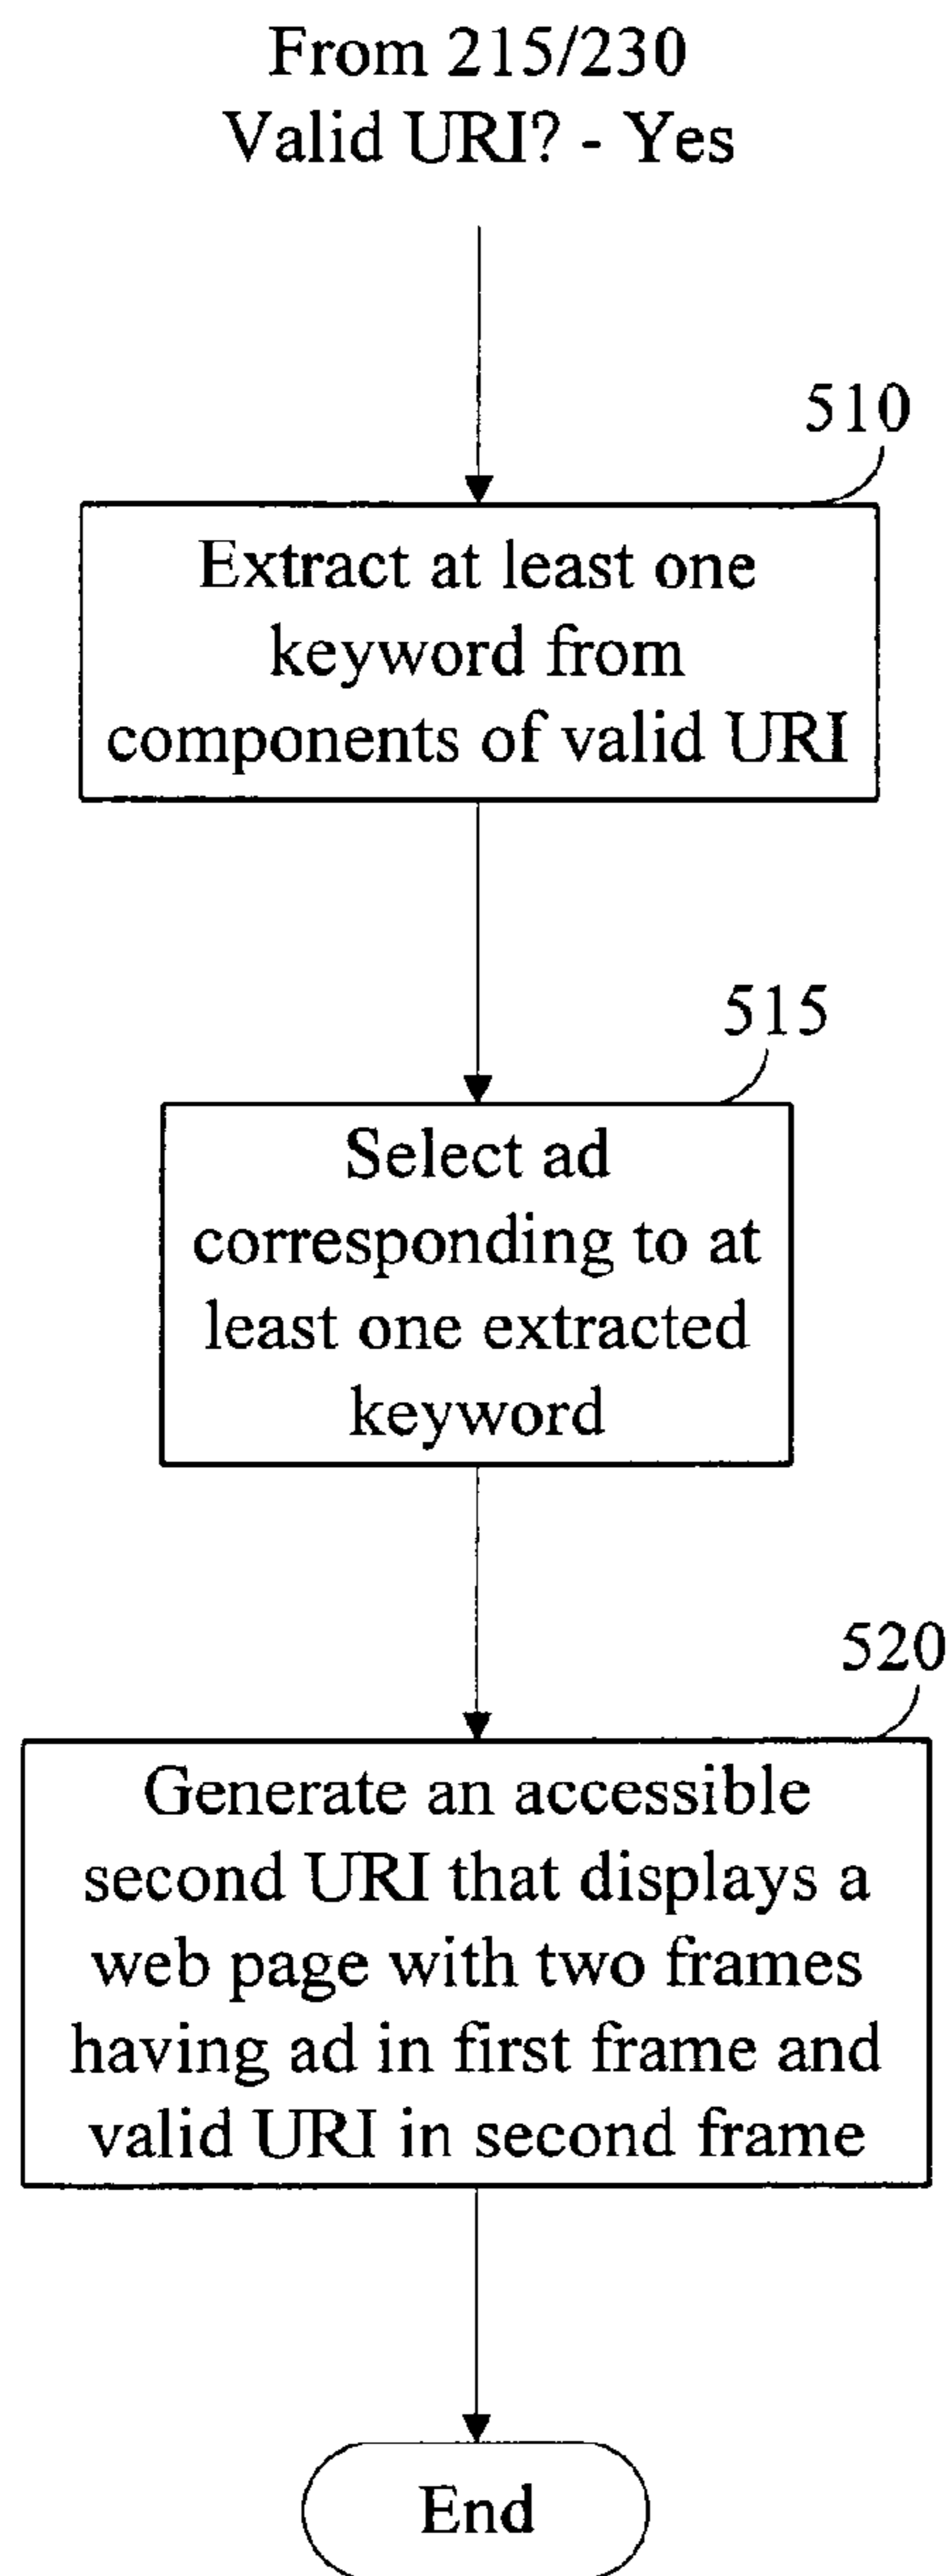 From 215/230
Valid URI? - Yes
510
Extract at least one
keyword from
components of valid URI
515
Select ad
corresponding to at
least one extracted
keyword
520
Generate an accessible
second URI that displays a
web page with two frames
having ad in first frame and
valid URI in second frame
End